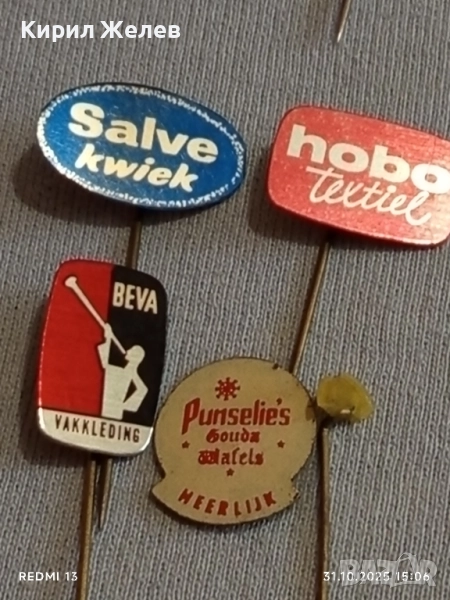 Кирил Желев
Salve
kwiek
hobo
textiel
BEVA
VAKKLEDING
Punselie's
Gouda
Wafels
HEERLIJK
REDMI 13
31.10.2025 15:06
BAZAR